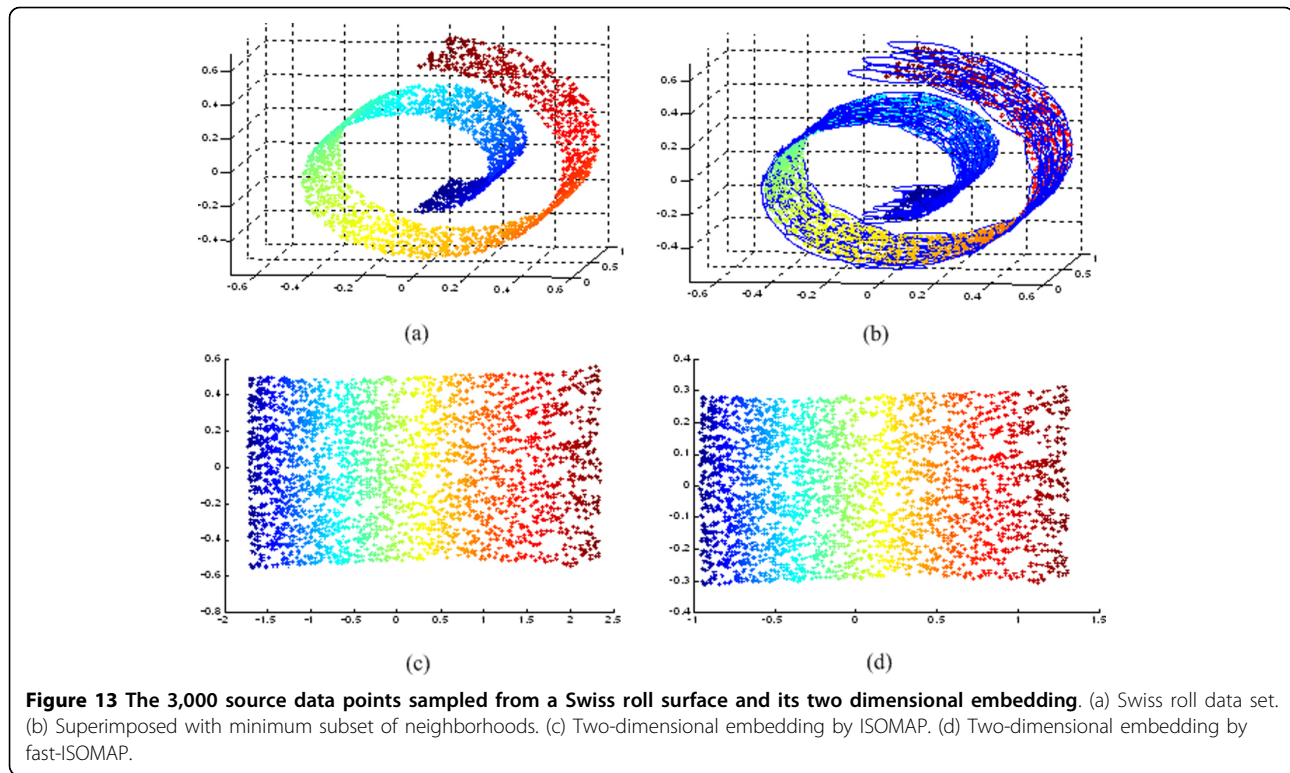 0.6
0.4
0.2
0
-0.2
-0.4
-0.6 -0.4 -0.2 0 0.2 0.4 0.6 0 0.5 1
(a)
0.6
0.4
0.2
0
-0.2
-0.4
-0.6 -0.4 -0.2 0 0.2 0.4 0.6 0 0.5 1
(b)
0.6
0.4
0.2
0
-0.2
-0.4
-0.6
-0.8
-2 -1.5 -1 -0.5 0 0.5 1 1.5 2 2.5
(c)
0.4
0.3
0.2
0.1
0
-0.1
-0.2
-0.3
-0.4
-1 -0.5 0 0.5 1 1.5
(d)
Figure 13 The 3,000 source data points sampled from a Swiss roll surface and its two dimensional embedding. (a) Swiss roll data set.
(b) Superimposed with minimum subset of neighborhoods. (c) Two-dimensional embedding by ISOMAP. (d) Two-dimensional embedding by
fast-ISOMAP.